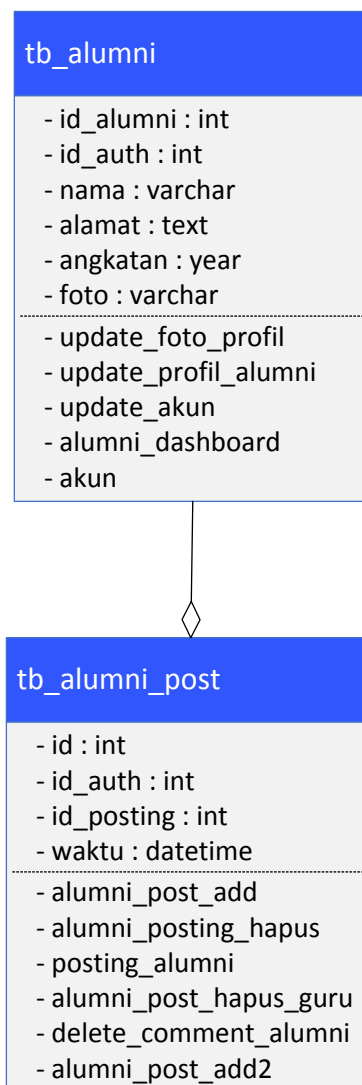 tb_alumni
- id_alumni : int
- id_auth : int
- nama : varchar
- alamat : text
- angkatan : year
- foto : varchar
- update_foto_profil
- update_profil_alumni
- update_akun
- alumni_dashboard
- akun
tb_alumni_post
- id : int
- id_auth : int
- id_posting : int
- waktu : datetime
- alumni_post_add
- alumni_posting_hapus
- posting_alumni
- alumni_post_hapus_guru
- delete_comment_alumni
- alumni_post_add2